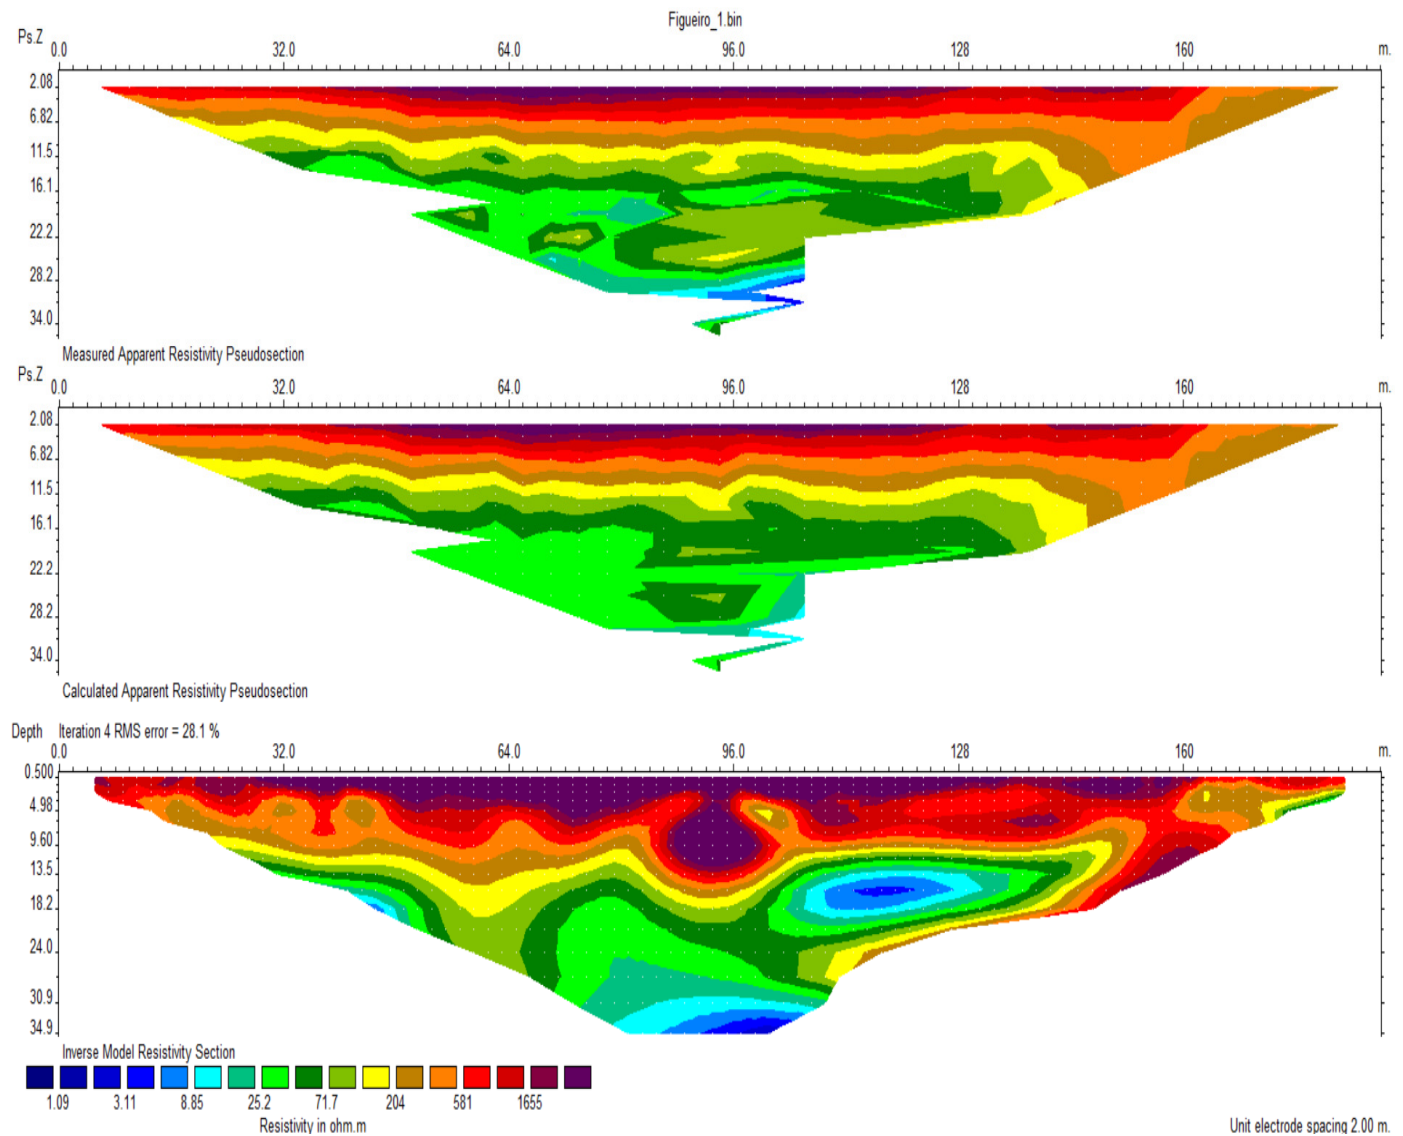 Figueiro_1.bin
Ps.Z 0.0 32.0 64.0 96.0 128 160 m.
2.08
6.82
11.5
16.1
22.2
28.2
34.0
Measured Apparent Resistivity Pseudosection
Ps.Z 0.0 32.0 64.0 96.0 128 160 m.
2.08
6.82
11.5
16.1
22.2
28.2
34.0
Calculated Apparent Resistivity Pseudosection
Depth Iteration 4 RMS error = 28.1 %
0.0 32.0 64.0 96.0 128 160 m.
0.500
4.98
9.60
13.5
18.2
24.0
30.9
34.9
Inverse Model Resistivity Section
1.09 3.11 8.85 25.2 71.7 204 581 1655
Resistivity in ohm.m Unit electrode spacing 2.00 m.